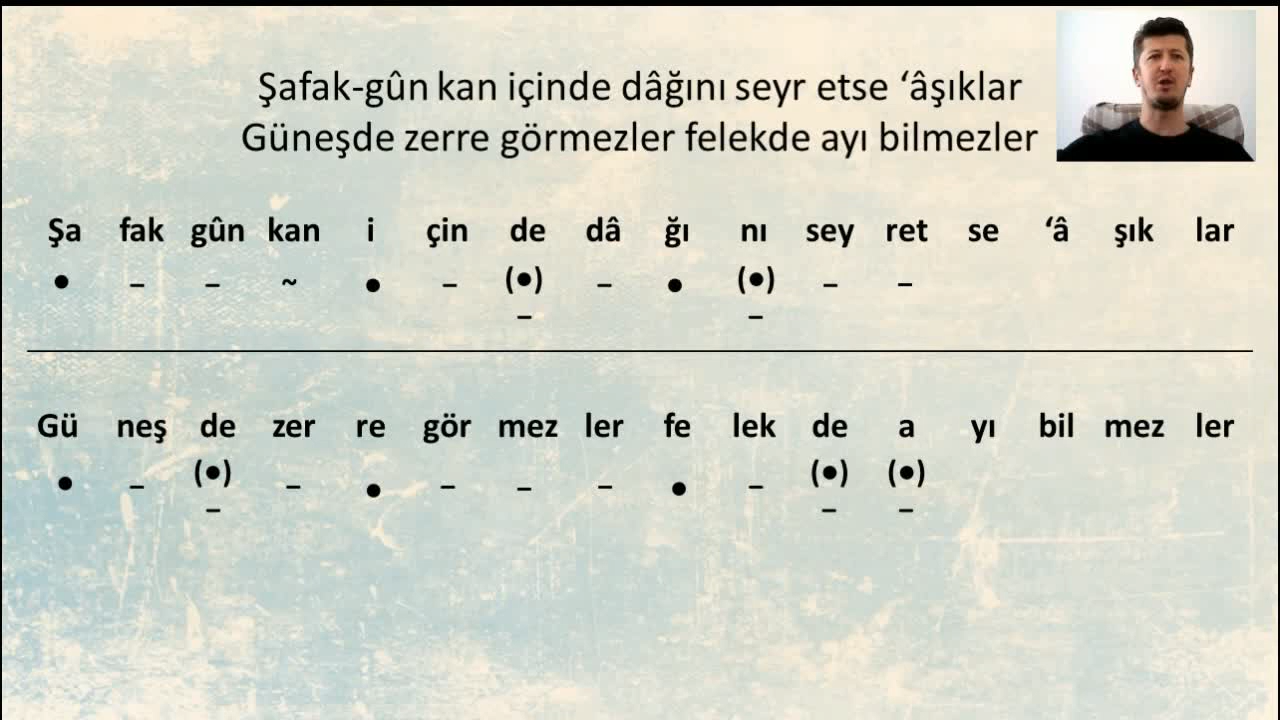 Şafak-gûn kan içinde dâğını seyr etse ‘âşıklar
Güneşde zerre görmezler felekde ayı bilmezler
Şa fak gûn kan i çin de dâ ğı nı sey ret se ‘â şık lar
• – – ~ • – (•) – • (•) – –
– –
Gü neş de zer re gör mez ler fe lek de a yı bil mez ler
• – (•) – • – – – • – (•) (•)
– – –